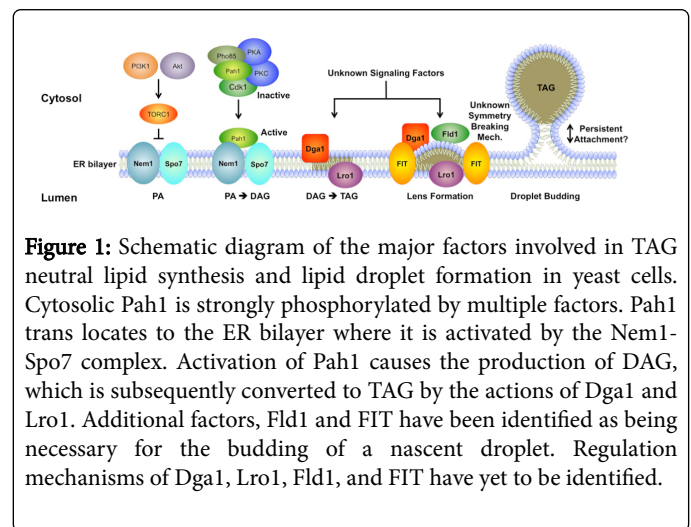 Pho85 PKA
PI3K1 Akt Pah1 PKC
Cdk1
Unknown Signaling Factors
TAG
Cytosol
Inactive
TORC1
Unknown
Symmetry
Breaking
Mech.
Active
Dga1 Fld1
Persistent
Attachment?
Pah1
Dga1
ER bilayer Nem1 Spo7 Nem1 Spo7 FIT FIT
Lro1 Lro1
Lumen PA PA → DAG DAG → TAG Lens Formation Droplet Budding
Figure 1: Schematic diagram of the major factors involved in TAG
neutral lipid synthesis and lipid droplet formation in yeast cells.
Cytosolic Pah1 is strongly phosphorylated by multiple factors. Pah1
trans locates to the ER bilayer where it is activated by the Nem1-
Spo7 complex. Activation of Pah1 causes the production of DAG,
which is subsequently converted to TAG by the actions of Dga1 and
Lro1. Additional factors, Fld1 and FIT have been identified as being
necessary for the budding of a nascent droplet. Regulation
mechanisms of Dga1, Lro1, Fld1, and FIT have yet to be identified.